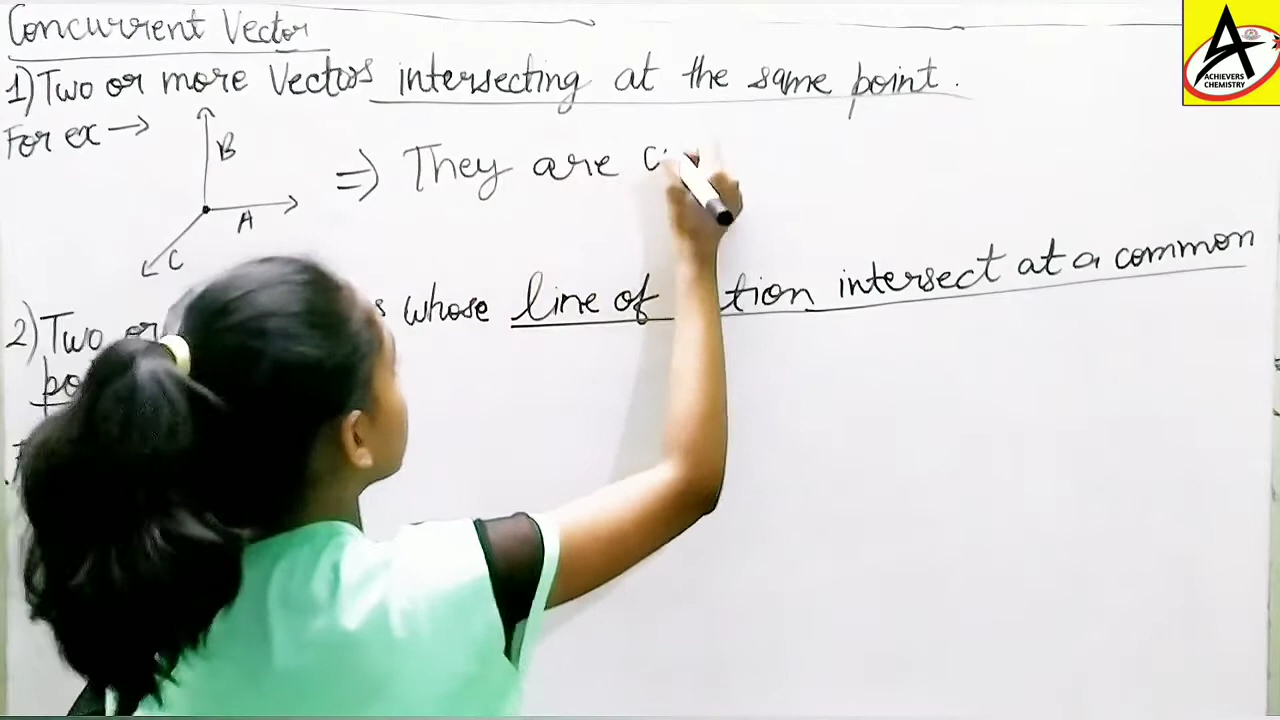 Concurrent Vector
1) Two or more Vectors intersecting at the same point.
For ex →
B
A
C
⇒ They are
2) Two or whose line of tion intersect at a common
ACHIEVERS
CHEMISTRY